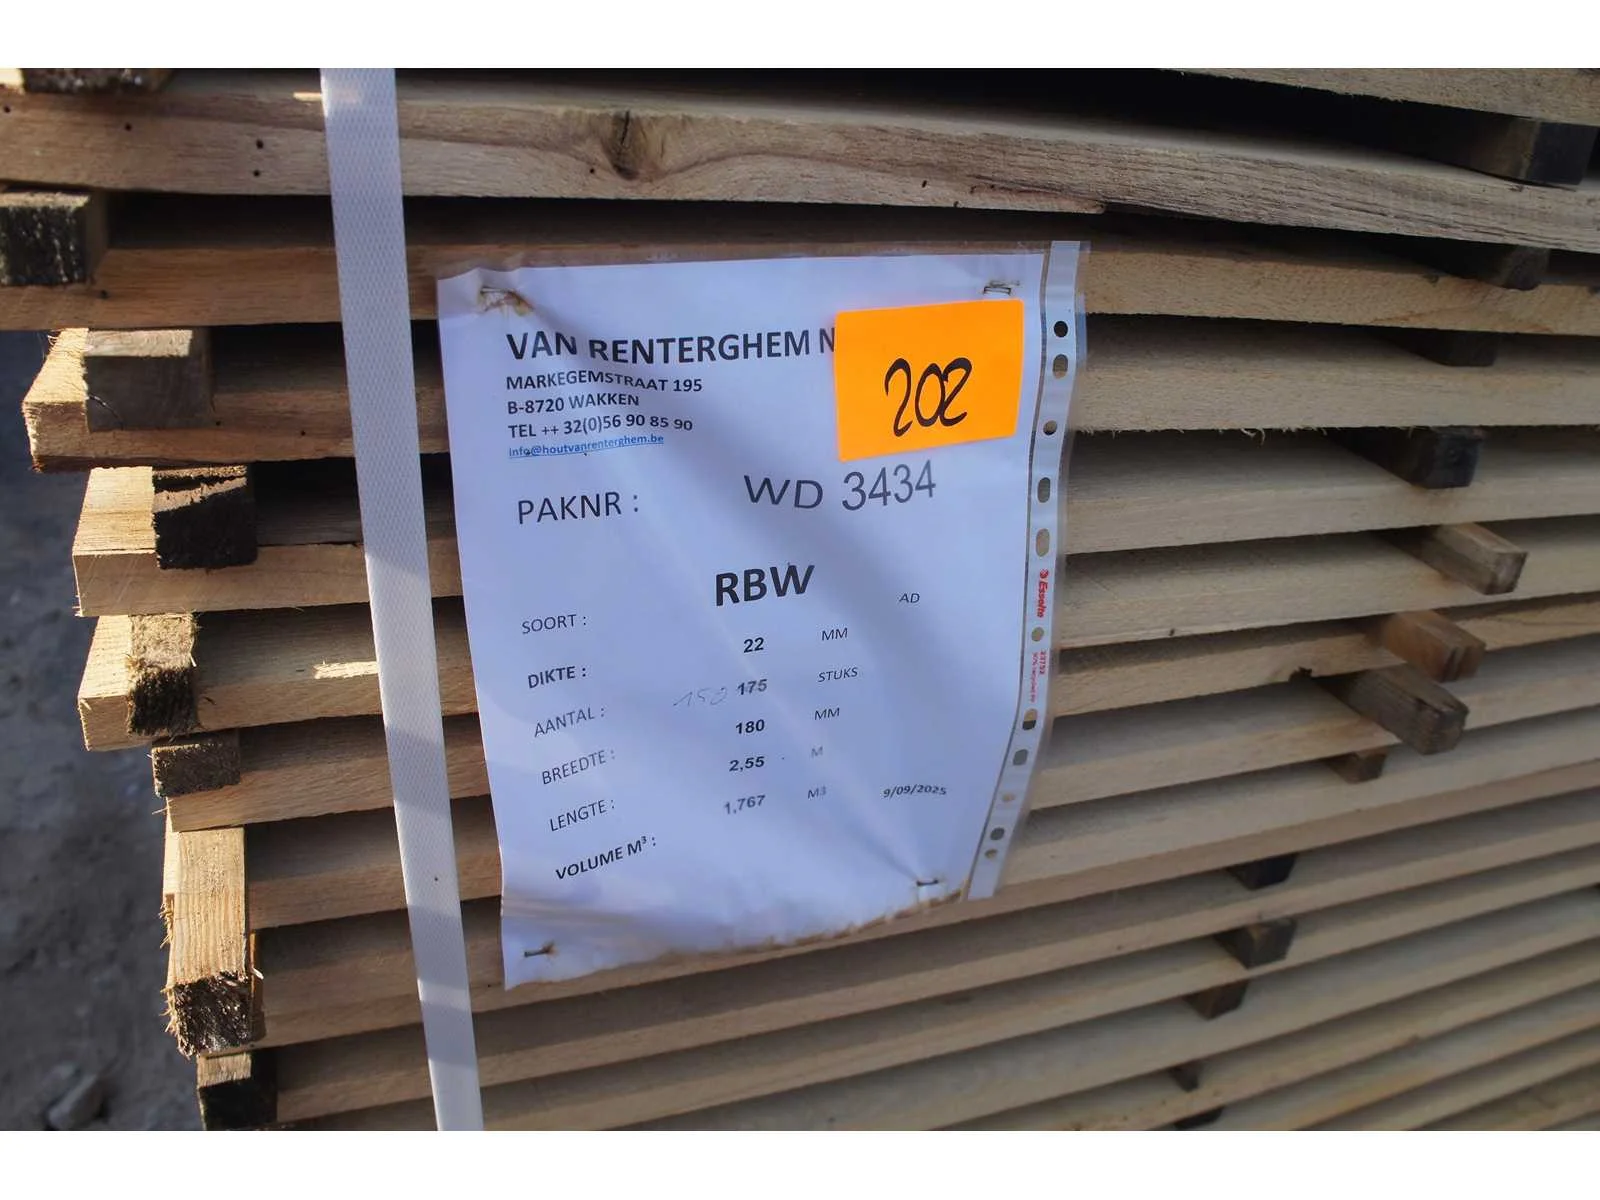 VAN RENTERGHEM N
MARKEGEMSTRAAT 195
B-8720 WAKKEN
TEL ++ 32(0)56 90 85 90
info@houtvanrenterghem.be
202
PAKNR : WD 3434
SOORT : RBW AD
DIKTE : 22 MM
AANTAL : 150 175 STUKS
BREEDTE : 180 MM
LENGTE : 2,55 M
VOLUME M³ : 1,767 M3 9/09/2025
Esselte
23752